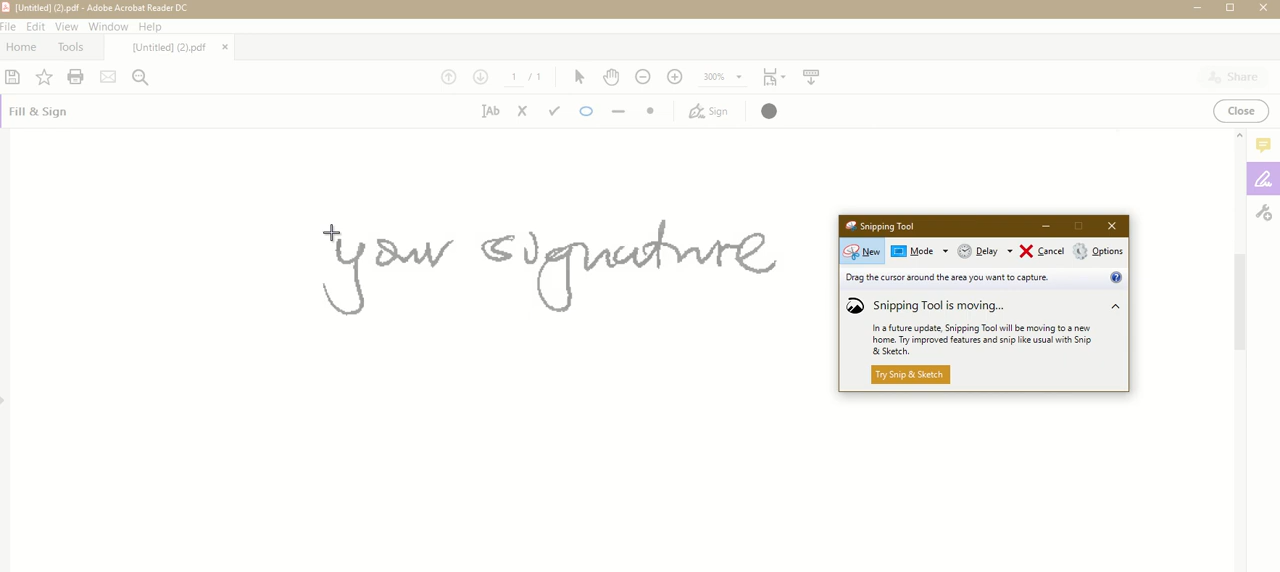 [Untitled] (2).pdf - Adobe Acrobat Reader DC
File Edit View Window Help
Home Tools [Untitled] (2).pdf ×
1 / 1 300% Share
Fill & Sign Ab Sign Close
your signature
Snipping Tool
New Mode Delay Cancel Options
Drag the cursor around the area you want to capture.
Snipping Tool is moving...
In a future update, Snipping Tool will be moving to a new
home. Try improved features and snip like usual with Snip
& Sketch.
Try Snip & Sketch